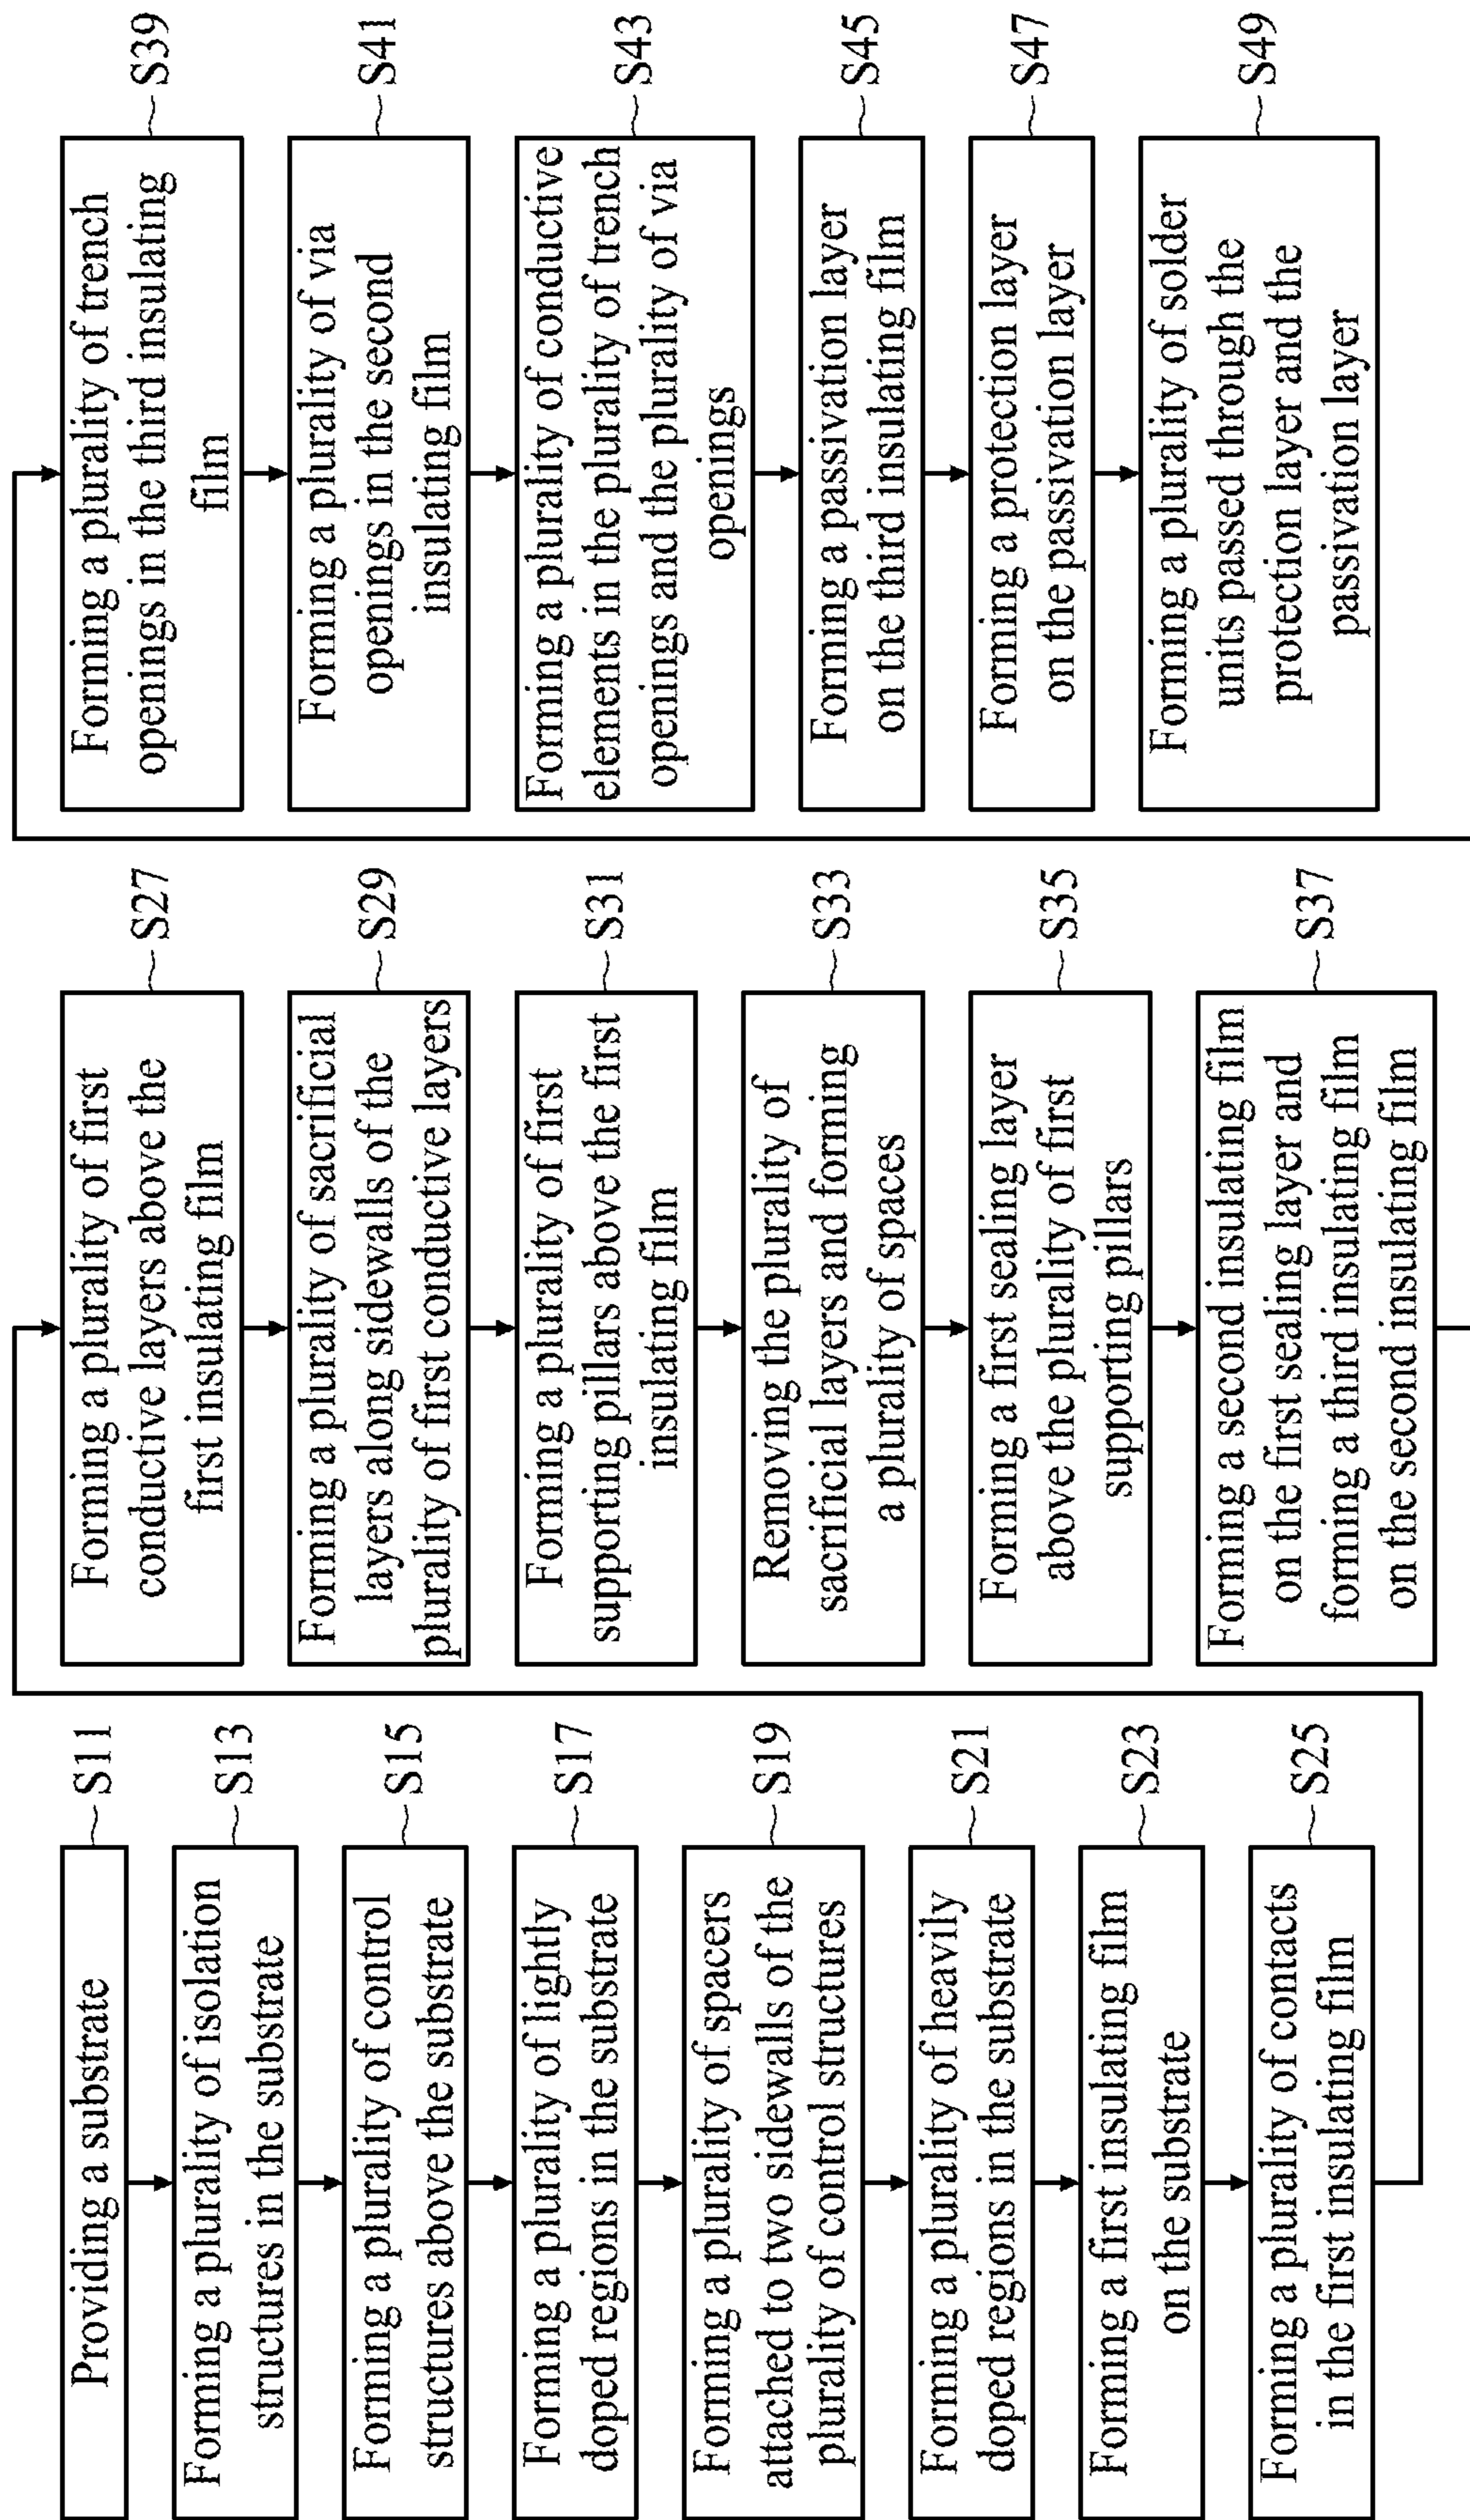 Providing a substrate
S11
Forming a plurality of isolation
structures in the substrate
S13
Forming a plurality of control
structures above the substrate
S15
Forming a plurality of lightly
doped regions in the substrate
S17
Forming a plurality of spacers
attached to two sidewalls of the
plurality of control structures
S19
Forming a plurality of heavily
doped regions in the substrate
S21
Forming a first insulating film
on the substrate
S23
Forming a plurality of contacts
in the first insulating film
S25
Forming a plurality of first
conductive layers above the
first insulating film
S27
Forming a plurality of sacrificial
layers along sidewalls of the
plurality of first conductive layers
S29
Forming a plurality of first
supporting pillars above the first
insulating film
S31
Removing the plurality of
sacrificial layers and forming
a plurality of spaces
S33
Forming a first sealing layer
above the plurality of first
supporting pillars
S35
Forming a second insulating film
on the first sealing layer and
forming a third insulating film
on the second insulating film
S37
Forming a plurality of trench
openings in the third insulating
film
S39
Forming a plurality of via
openings in the second
insulating film
S41
Forming a plurality of conductive
elements in the plurality of trench
openings and the plurality of via
openings
S43
Forming a passivation layer
on the third insulating film
S45
Forming a protection layer
on the passivation layer
S47
Forming a plurality of solder
units passed through the
protection layer and the
passivation layer
S49